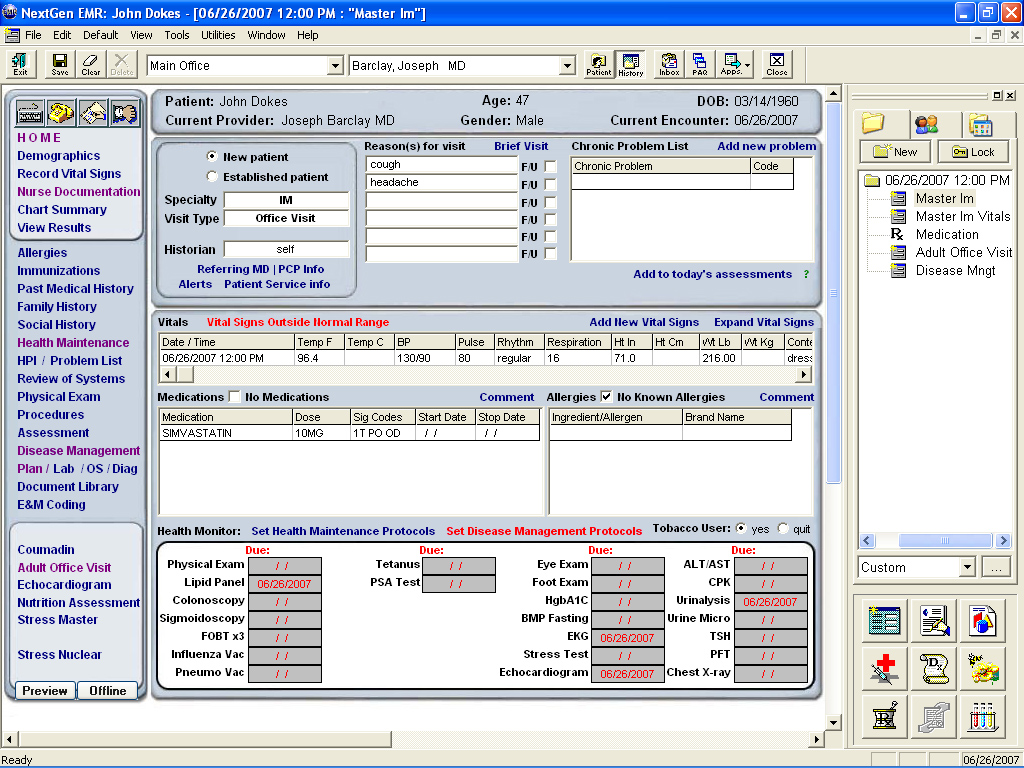 NextGen EMR: John Dokes - [06/26/2007 12:00 PM : "Master Im"]
File Edit Default View Tools Utilities Window Help
Exit Save Clear Delete Main Office Barclay, Joseph MD Patient History Inbox PAQ Apps Close
HOME
Demographics
Record Vital Signs
Nurse Documentation
Chart Summary
View Results
Allergies
Immunizations
Past Medical History
Family History
Social History
Health Maintenance
HPI / Problem List
Review of Systems
Physical Exam
Procedures
Assessment
Disease Management
Plan / Lab / OS / Diag
Document Library
E&M Coding
Coumadin
Adult Office Visit
Echocardiogram
Nutrition Assessment
Stress Master
Stress Nuclear
Preview Offline
Patient: John Dokes Age: 47 DOB: 03/14/1960
Current Provider: Joseph Barclay MD Gender: Male Current Encounter: 06/26/2007
New patient
Established patient
Specialty IM
Visit Type Office Visit
Historian self
Referring MD | PCP Info
Alerts Patient Service info
Reason(s) for visit Brief Visit
cough F/U
headache F/U
F/U
F/U
F/U
F/U
Chronic Problem List Add new problem
Chronic Problem Code
Add to today's assessments ?
Vitals Vital Signs Outside Normal Range Add New Vital Signs Expand Vital Signs
Date / Time Temp F Temp C BP Pulse Rhythm Respiration Ht In Ht Cm Wt Lb Wt Kg Conte
06/26/2007 12:00 PM 96.4 130/90 80 regular 16 71.0 216.00 dress
Medications No Medications Comment
Medication Dose Sig Codes Start Date Stop Date
SIMVASTATIN 10MG 1T PO OD / / / /
Allergies No Known Allergies Comment
Ingredient/Allergen Brand Name
Health Monitor: Set Health Maintenance Protocols Set Disease Management Protocols Tobacco User: yes quit
Due: Due: Due: Due:
Physical Exam / / Tetanus / / Eye Exam / / ALT/AST / /
Lipid Panel 06/26/2007 PSA Test / / Foot Exam / / CPK / /
Colonoscopy / / HgbA1C / / Urinalysis 06/26/2007
Sigmoidoscopy / / BMP Fasting / / Urine Micro / /
FOBT x3 / / EKG 06/26/2007 TSH / /
Influenza Vac / / Stress Test / / PFT / /
Pneumo Vac / / Echocardiogram 06/26/2007 Chest X-ray / /
New Lock
06/26/2007 12:00 PM
Master Im
Master Im Vitals
Medication
Adult Office Visit
Disease Mngt
Custom ...
Ready 06/26/2007